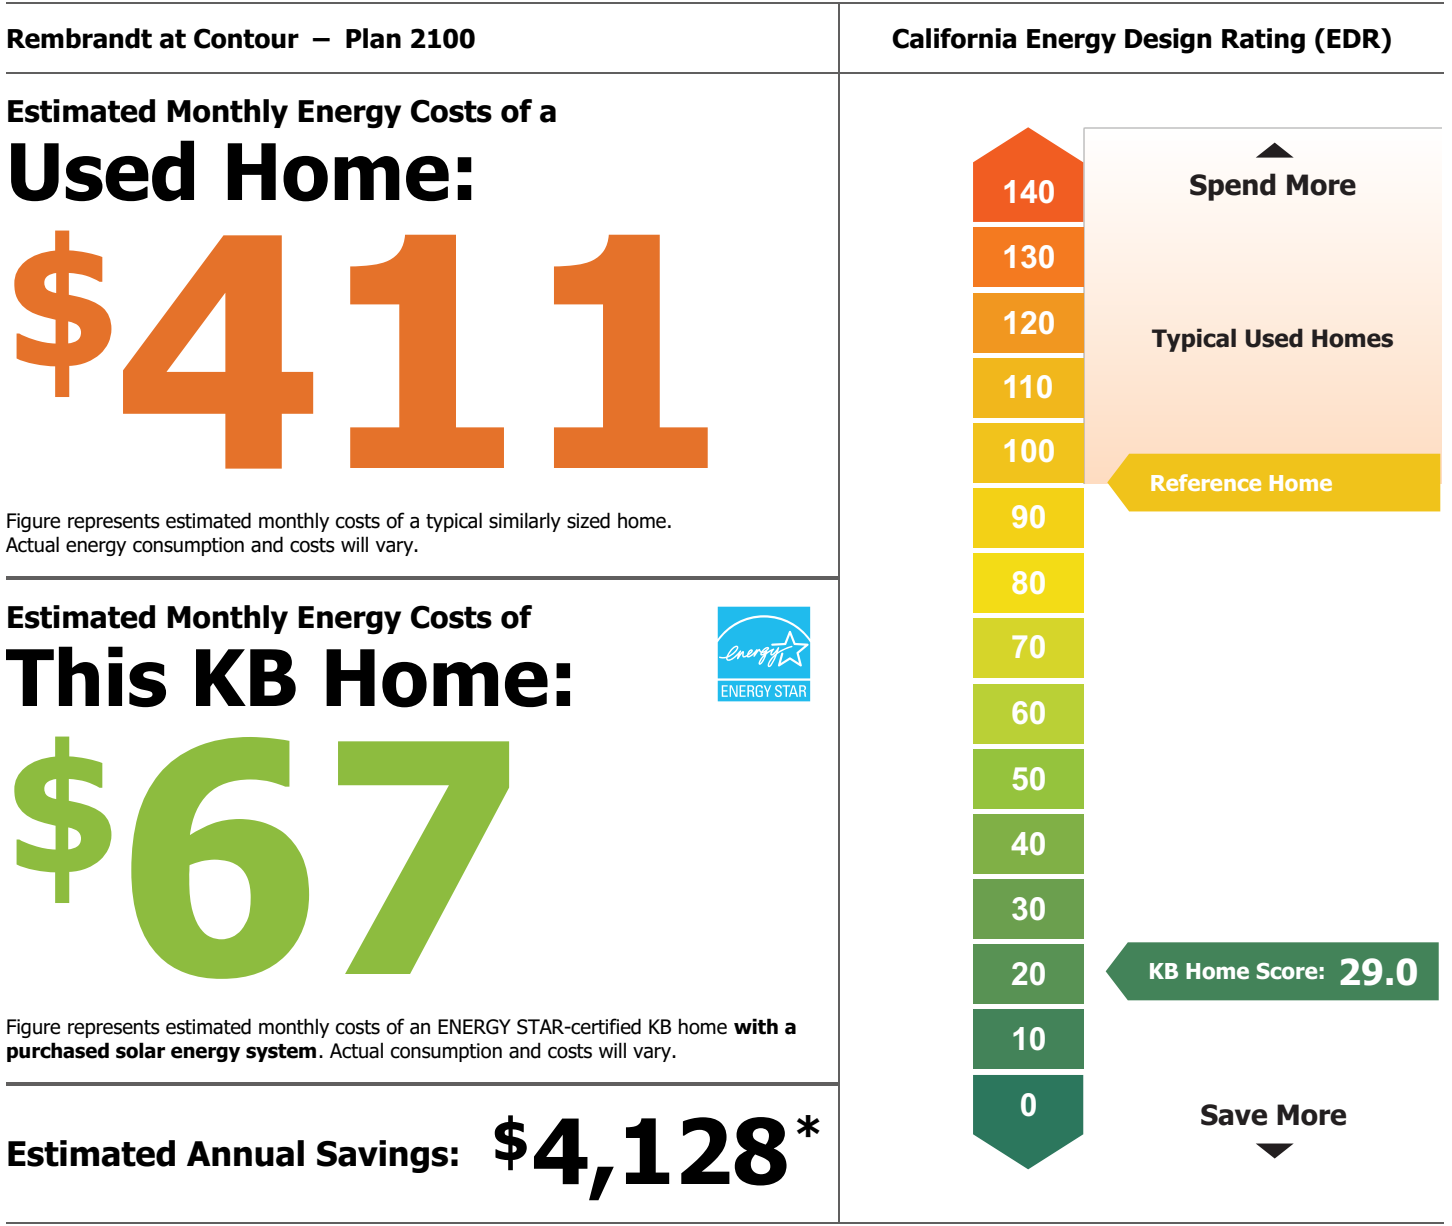 Rembrandt at Contour – Plan 2100
California Energy Design Rating (EDR)
Estimated Monthly Energy Costs of a
Used Home:
$411
Figure represents estimated monthly costs of a typical similarly sized home.
Actual energy consumption and costs will vary.
Estimated Monthly Energy Costs of
This KB Home:
energy
ENERGY STAR
$67
Figure represents estimated monthly costs of an ENERGY STAR-certified KB home with a
purchased solar energy system. Actual consumption and costs will vary.
Estimated Annual Savings: $4,128*
Spend More
140
130
120
Typical Used Homes
110
100
Reference Home
90
80
70
60
50
40
30
20
KB Home Score: 29.0
10
0
Save More